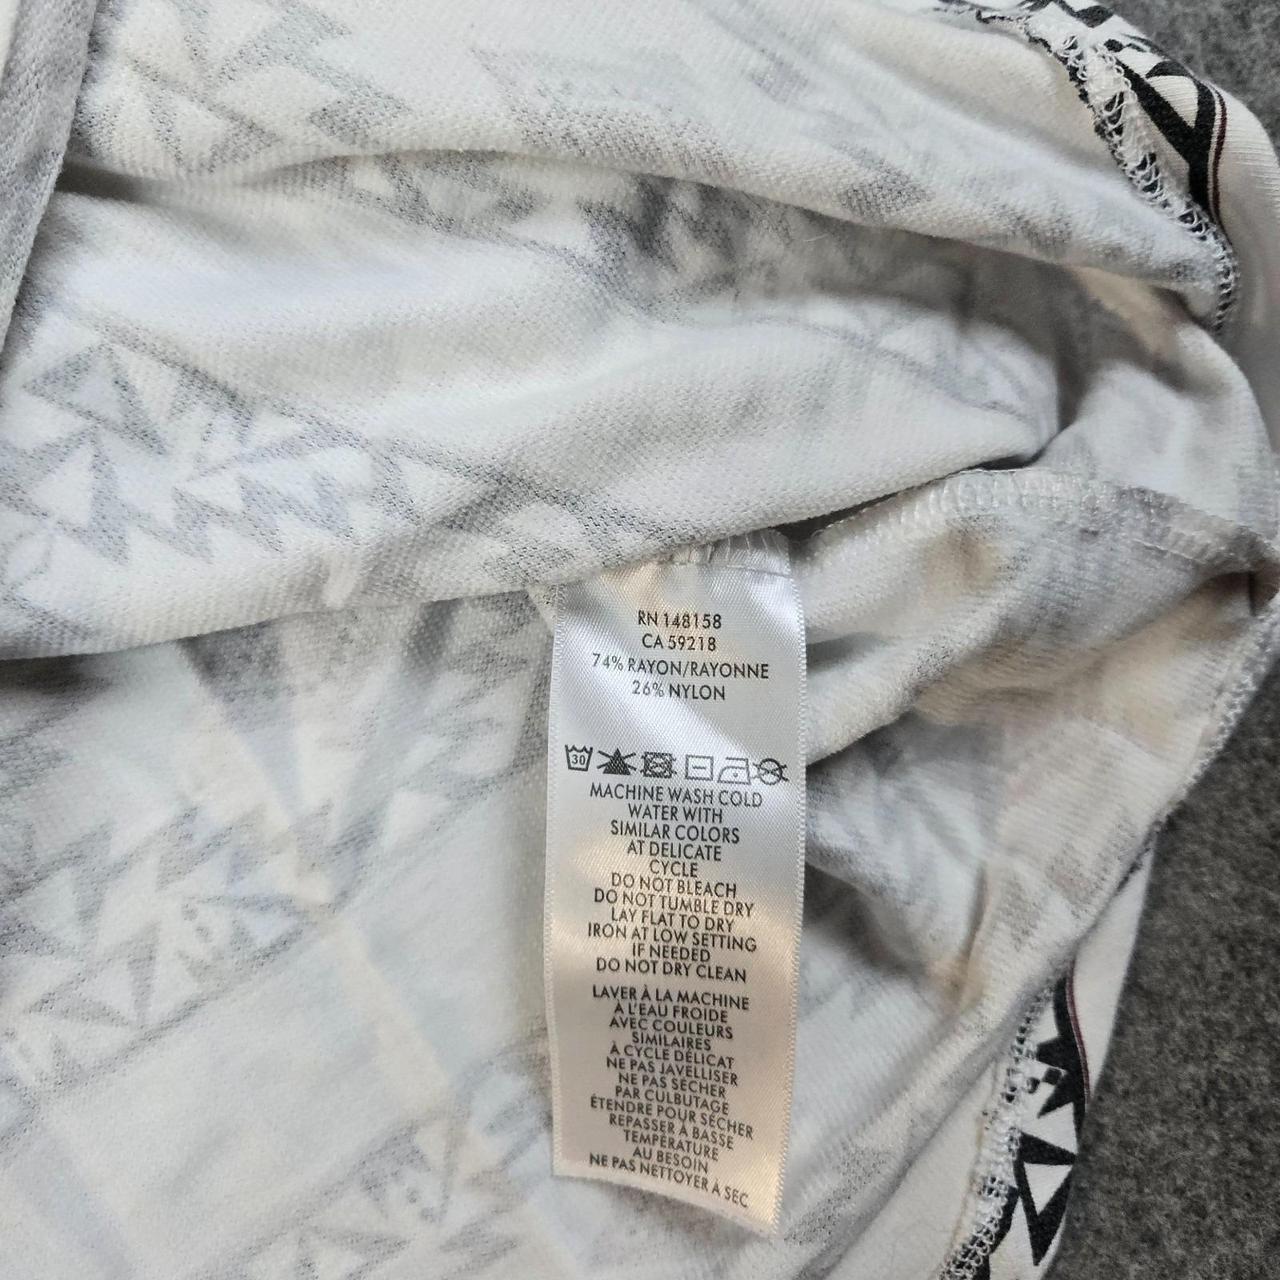 RN 148158
CA 59218
74% RAYON/RAYONNE
26% NYLON
30
MACHINE WASH COLD
WATER WITH
SIMILAR COLORS
AT DELICATE
CYCLE
DO NOT BLEACH
DO NOT TUMBLE DRY
LAY FLAT TO DRY
IRON AT LOW SETTING
IF NEEDED
DO NOT DRY CLEAN
LAVER À LA MACHINE
À L'EAU FROIDE
AVEC COULEURS
SIMILAIRES
À CYCLE DÉLICAT
NE PAS JAVELLISER
NE PAS SÉCHER
PAR CULBUTAGE
ÉTENDRE POUR SÉCHER
REPASSER À BASSE
TEMPÉRATURE
AU BESOIN
NE PAS NETTOYER À SEC